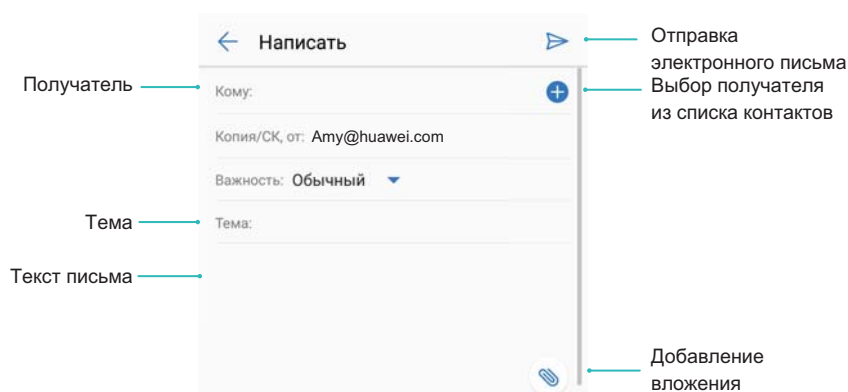 Написать
Отправка
электронного письма
Получатель
Кому:
Выбор получателя
из списка контактов
Копия/СК, от: Amy@huawei.com
Важность: Обычный
Тема
Тема:
Текст письма
Добавление
вложения